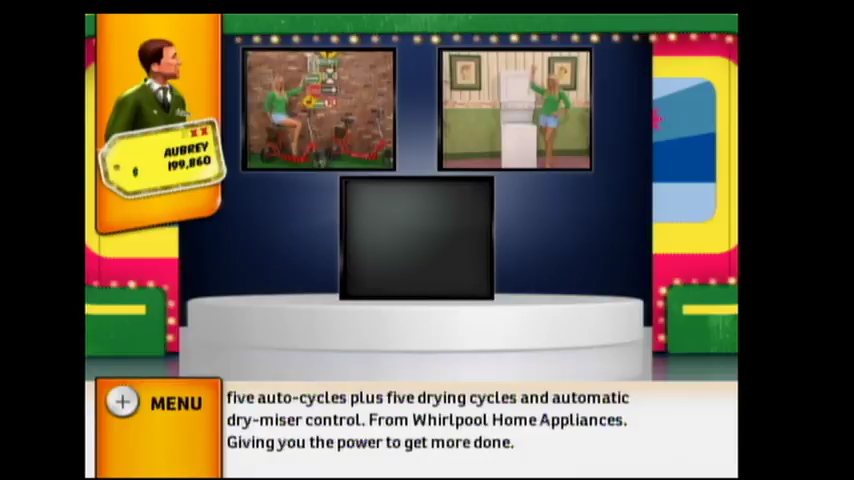 XX
AUBREY
$ 199,860
+ MENU
five auto-cycles plus five drying cycles and automatic
dry-miser control. From Whirlpool Home Appliances.
Giving you the power to get more done.